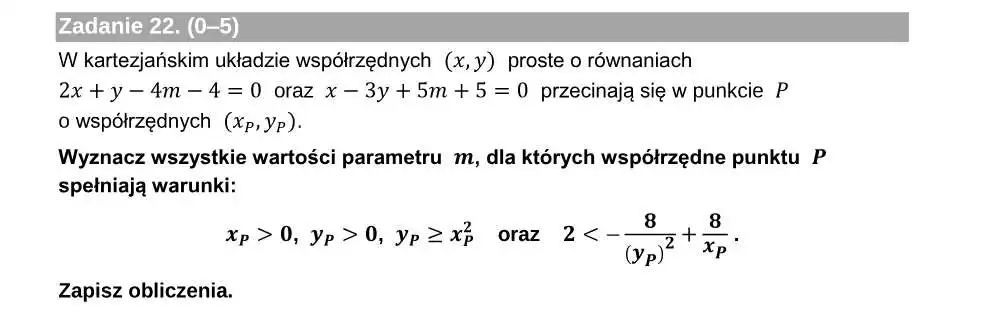 Zadanie 22. (0–5)
W kartezjańskim układzie współrzędnych (x, y) proste o równaniach
2x + y − 4m − 4 = 0 oraz x − 3y + 5m + 5 = 0 przecinają się w punkcie P
o współrzędnych (x_P, y_P).
Wyznacz wszystkie wartości parametru m, dla których współrzędne punktu P
spełniają warunki:
x_P > 0, y_P > 0, y_P ≥ x_P^2 oraz 2 < − 8/(y_P)^2 + 8/x_P .
Zapisz obliczenia.